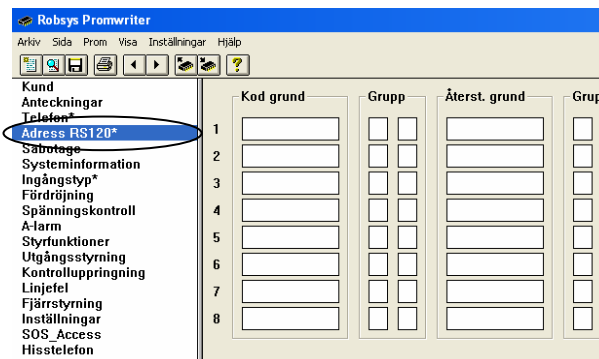 Robsys Promwriter
Arkiv Sida Prom Visa Inställningar Hjälp
Kund
Anteckningar
Telefon*
Adress RS120*
Sabotage
Systeminformation
Ingångstyp*
Fördröjning
Spänningskontroll
A-larm
Styrfunktioner
Utgångsstyrning
Kontrolluppringning
Linjefel
Fjärrstyrning
Inställningar
SOS_Access
Hisstelefon
Kod grund Grupp Återst. grund Grup
1
2
3
4
5
6
7
8